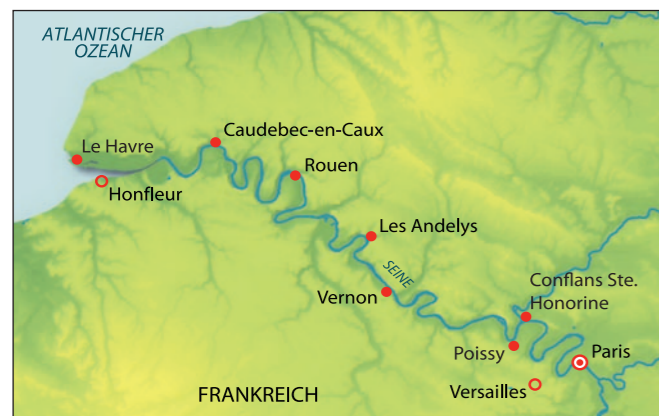 ATLANTISCHER
OZEAN
Caudebec-en-Caux
Le Havre
Rouen
Honfleur
Les Andelys
SEINE
Conflans Ste.
Honorine
Vernon
Poissy
Paris
Versailles
FRANKREICH